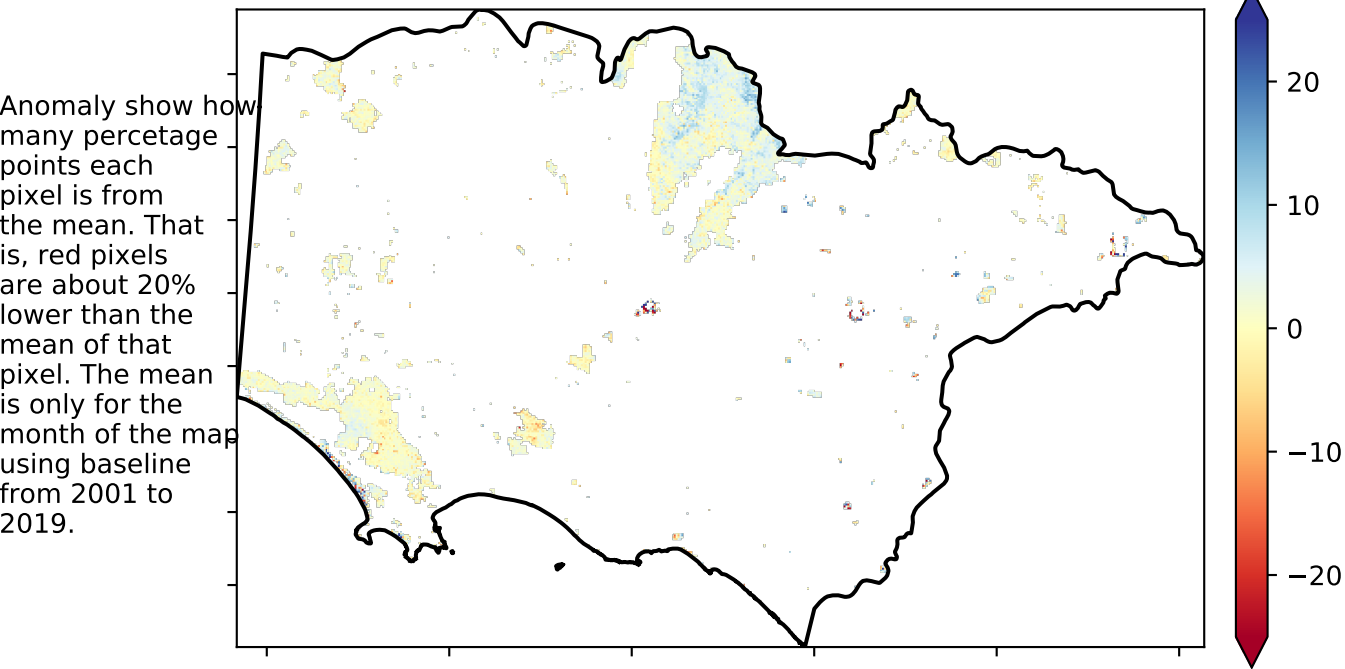 Anomaly show how
many percetage
points each
pixel is from
the mean. That
is, red pixels
are about 20%
lower than the
mean of that
pixel. The mean
is only for the
month of the map
using baseline
from 2001 to
2019.
20
10
0
−10
−20